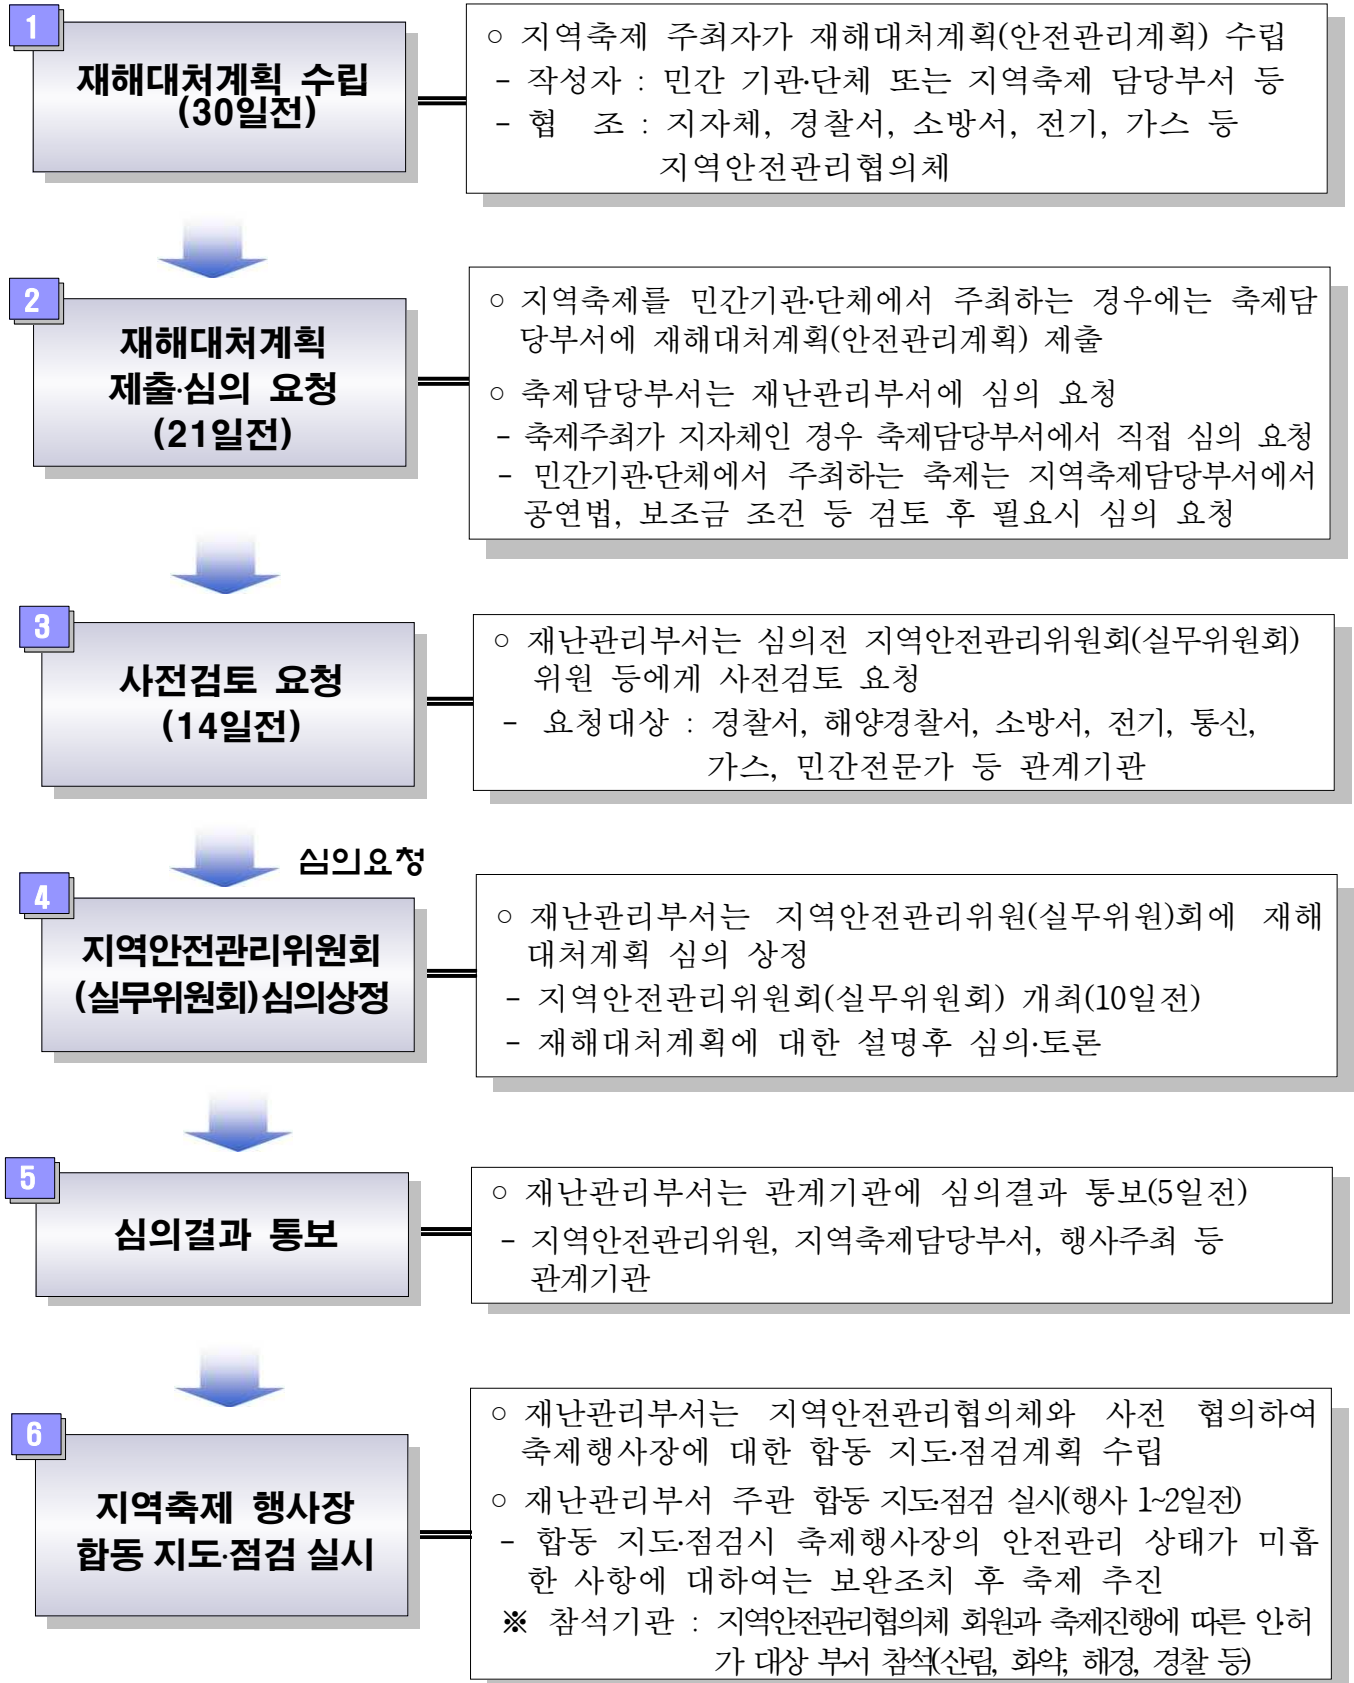 1
재해대처계획 수립
(30일전)
○ 지역축제 주최자가 재해대처계획(안전관리계획) 수립
- 작성자 : 민간 기관·단체 또는 지역축제 담당부서 등
- 협 조 : 지자체, 경찰서, 소방서, 전기, 가스 등
지역안전관리협의체
2
재해대처계획
제출·심의 요청
(21일전)
○ 지역축제를 민간기관·단체에서 주최하는 경우에는 축제담
당부서에 재해대처계획(안전관리계획) 제출
○ 축제담당부서는 재난관리부서에 심의 요청
- 축제주최가 지자체인 경우 축제담당부서에서 직접 심의 요청
- 민간기관·단체에서 주최하는 축제는 지역축제담당부서에서
공연법, 보조금 조건 등 검토 후 필요시 심의 요청
3
사전검토 요청
(14일전)
○ 재난관리부서는 심의전 지역안전관리위원회(실무위원회)
위원 등에게 사전검토 요청
- 요청대상 : 경찰서, 해양경찰서, 소방서, 전기, 통신,
가스, 민간전문가 등 관계기관
심의요청
4
지역안전관리위원회
(실무위원회)심의상정
○ 재난관리부서는 지역안전관리위원(실무위원)회에 재해
대처계획 심의 상정
- 지역안전관리위원회(실무위원회) 개최(10일전)
- 재해대처계획에 대한 설명후 심의·토론
5
심의결과 통보
○ 재난관리부서는 관계기관에 심의결과 통보(5일전)
- 지역안전관리위원, 지역축제담당부서, 행사주최 등
관계기관
6
지역축제 행사장
합동 지도·점검 실시
○ 재난관리부서는 지역안전관리협의체와 사전 협의하여
축제행사장에 대한 합동 지도·점검계획 수립
○ 재난관리부서 주관 합동 지도·점검 실시(행사 1~2일전)
- 합동 지도·점검시 축제행사장의 안전관리 상태가 미흡
한 사항에 대하여는 보완조치 후 축제 추진
※ 참석기관 : 지역안전관리협의체 회원과 축제진행에 따른 인·허
가 대상 부서 참석(산림, 화약, 해경, 경찰 등)